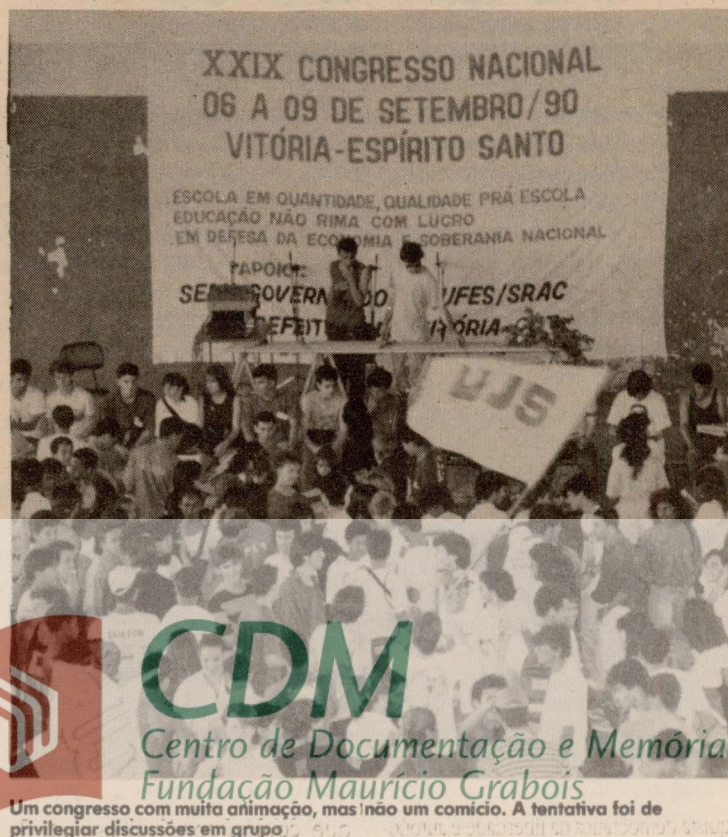 XXIX CONGRESSO NACIONAL
06 A 09 DE SETEMBRO/90
VITÓRIA-ESPÍRITO SANTO
ESCOLA EM QUANTIDADE, QUALIDADE PRÁ ESCOLA
EDUCAÇÃO NÃO RIMA COM LUCRO
EM DEFESA DA ECONOMIA E SOBERANIA NACIONAL
APOIO:
UFES/SRAC
UJS
CDM
Centro de Documentação e Memória
Fundação Maurício Grabois
Um congresso com muita animação, mas não um comício. A tentativa foi de
privilegiar discussões em grupo